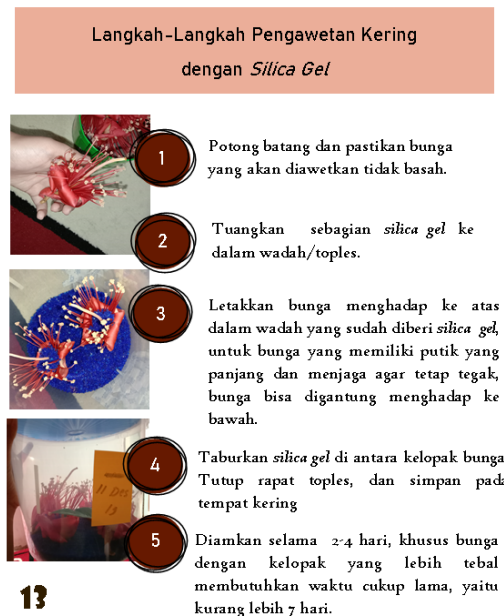 Langkah-Langkah Pengawetan Kering
dengan Silica Gel
1
Potong batang dan pastikan bunga
yang akan diawetkan tidak basah.
2
Tuangkan sebagian silica gel ke
dalam wadah/toples.
3
Letakkan bunga menghadap ke atas
dalam wadah yang sudah diberi silica gel,
untuk bunga yang memiliki putik yang
panjang dan menjaga agar tetap tegak,
bunga bisa digantung menghadap ke
bawah.
11 Des
13
4
Taburkan silica gel di antara kelopak bunga
Tutup rapat toples, dan simpan pada
tempat kering
5
Diamkan selama 2-4 hari, khusus bunga
dengan kelopak yang lebih tebal
membutuhkan waktu cukup lama, yaitu
kurang lebih 7 hari.
13